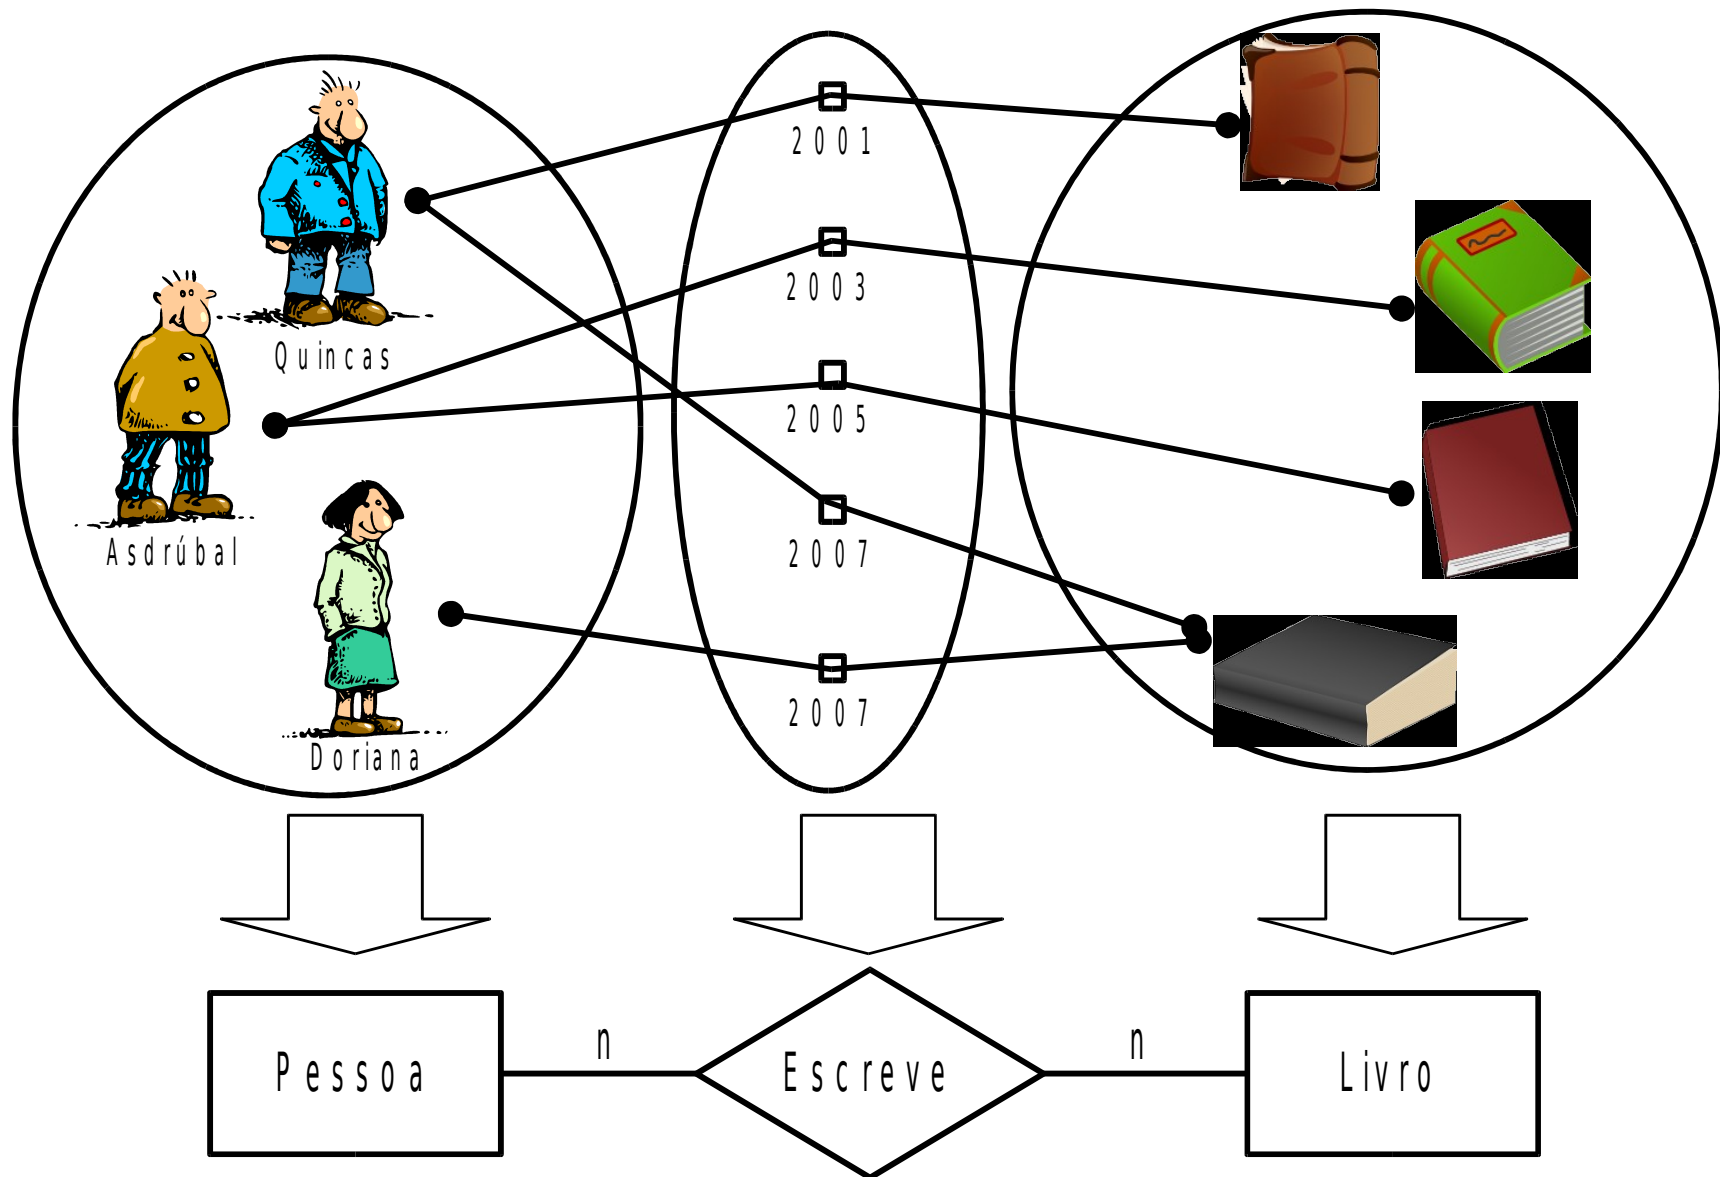 2001
2003
Quincas
2005
Asdrúbal
2007
2007
Doriana
n
n
Pessoa
Escreve
Livro